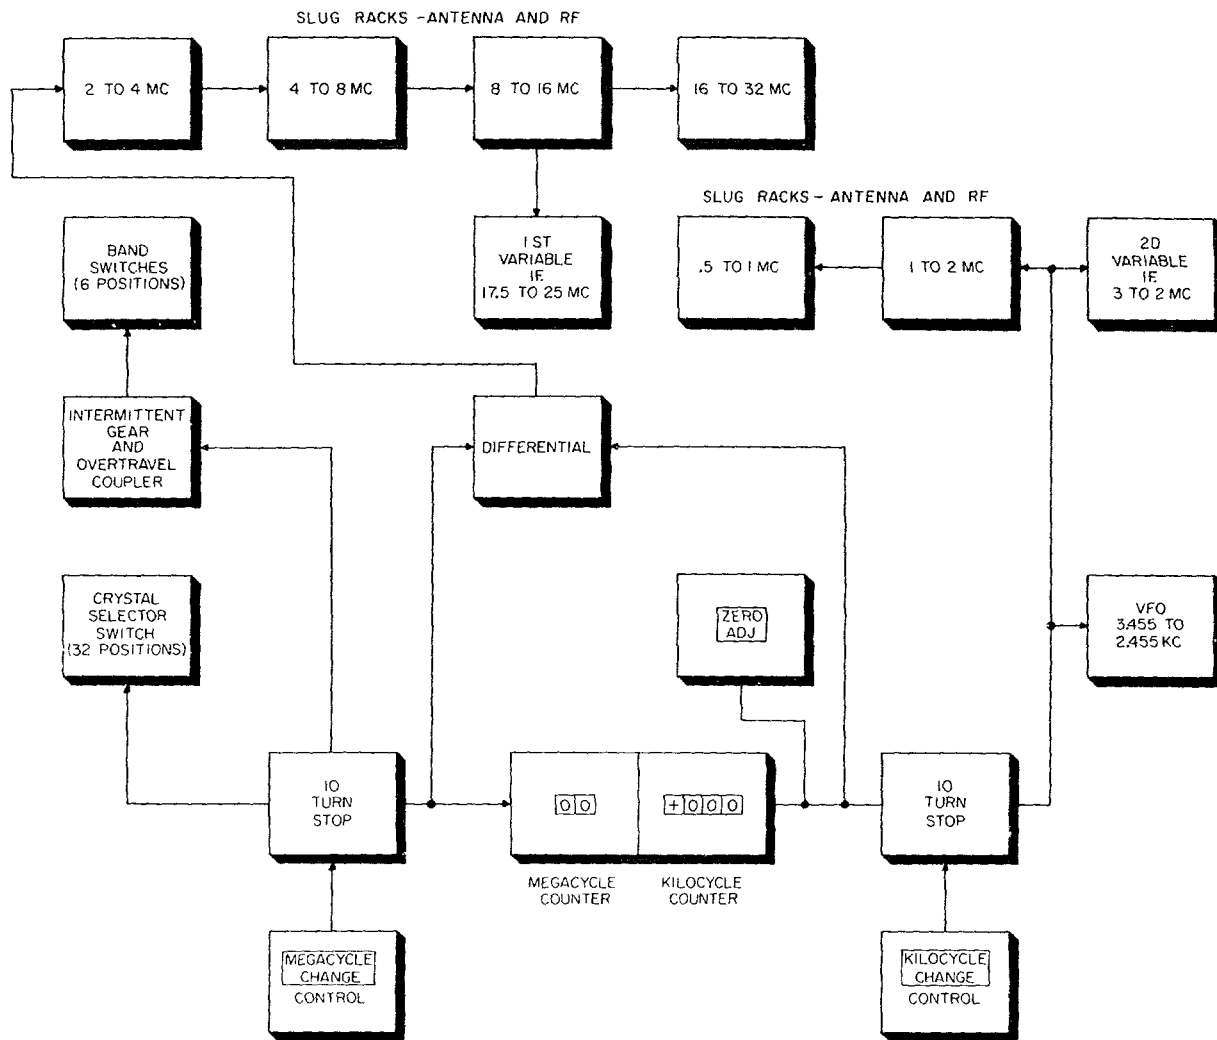 SLUG RACKS - ANTENNA AND RF
2 TO 4 MC
4 TO 8 MC
8 TO 16 MC
16 TO 32 MC
SLUG RACKS - ANTENNA AND RF
BAND
SWITCHES
(6 POSITIONS)
1 ST
VARIABLE
IF
17.5 TO 25 MC
.5 TO 1 MC
1 TO 2 MC
2D
VARIABLE
IF.
3 TO 2 MC
INTERMITTENT
GEAR
AND
OVERTRAVEL
COUPLER
DIFFERENTIAL
CRYSTAL
SELECTOR
SWITCH
(32 POSITIONS)
ZERO
ADJ
VFO
3.455 TO
2.455 KC
10
TURN
STOP
00
+000
10
TURN
STOP
MEGACYCLE
COUNTER
KILOCYCLE
COUNTER
MEGACYCLE
CHANGE
CONTROL
KILOCYCLE
CHANGE
CONTROL